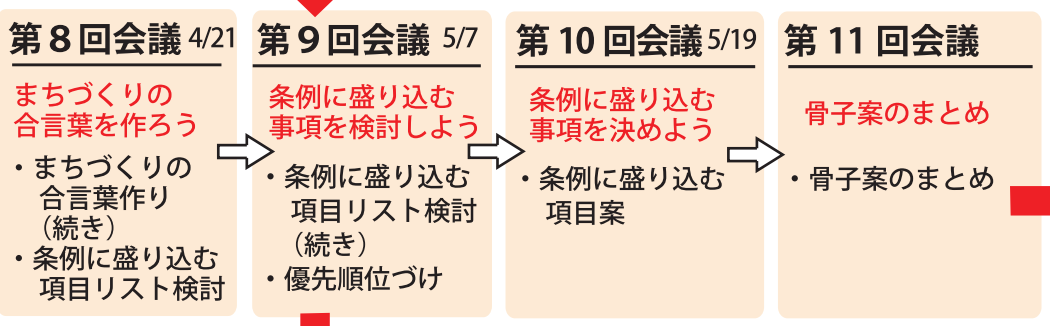 第8回会議 4/21
まちづくりの
合言葉を作ろう
・まちづくりの
合言葉作り
（続き）
・条例に盛り込む
項目リスト検討
第9回会議 5/7
条例に盛り込む
事項を検討しよう
・条例に盛り込む
項目リスト検討
（続き）
・優先順位づけ
第10回会議 5/19
条例に盛り込む
事項を決めよう
・条例に盛り込む
項目案
第11回会議
骨子案のまとめ
・骨子案のまとめ